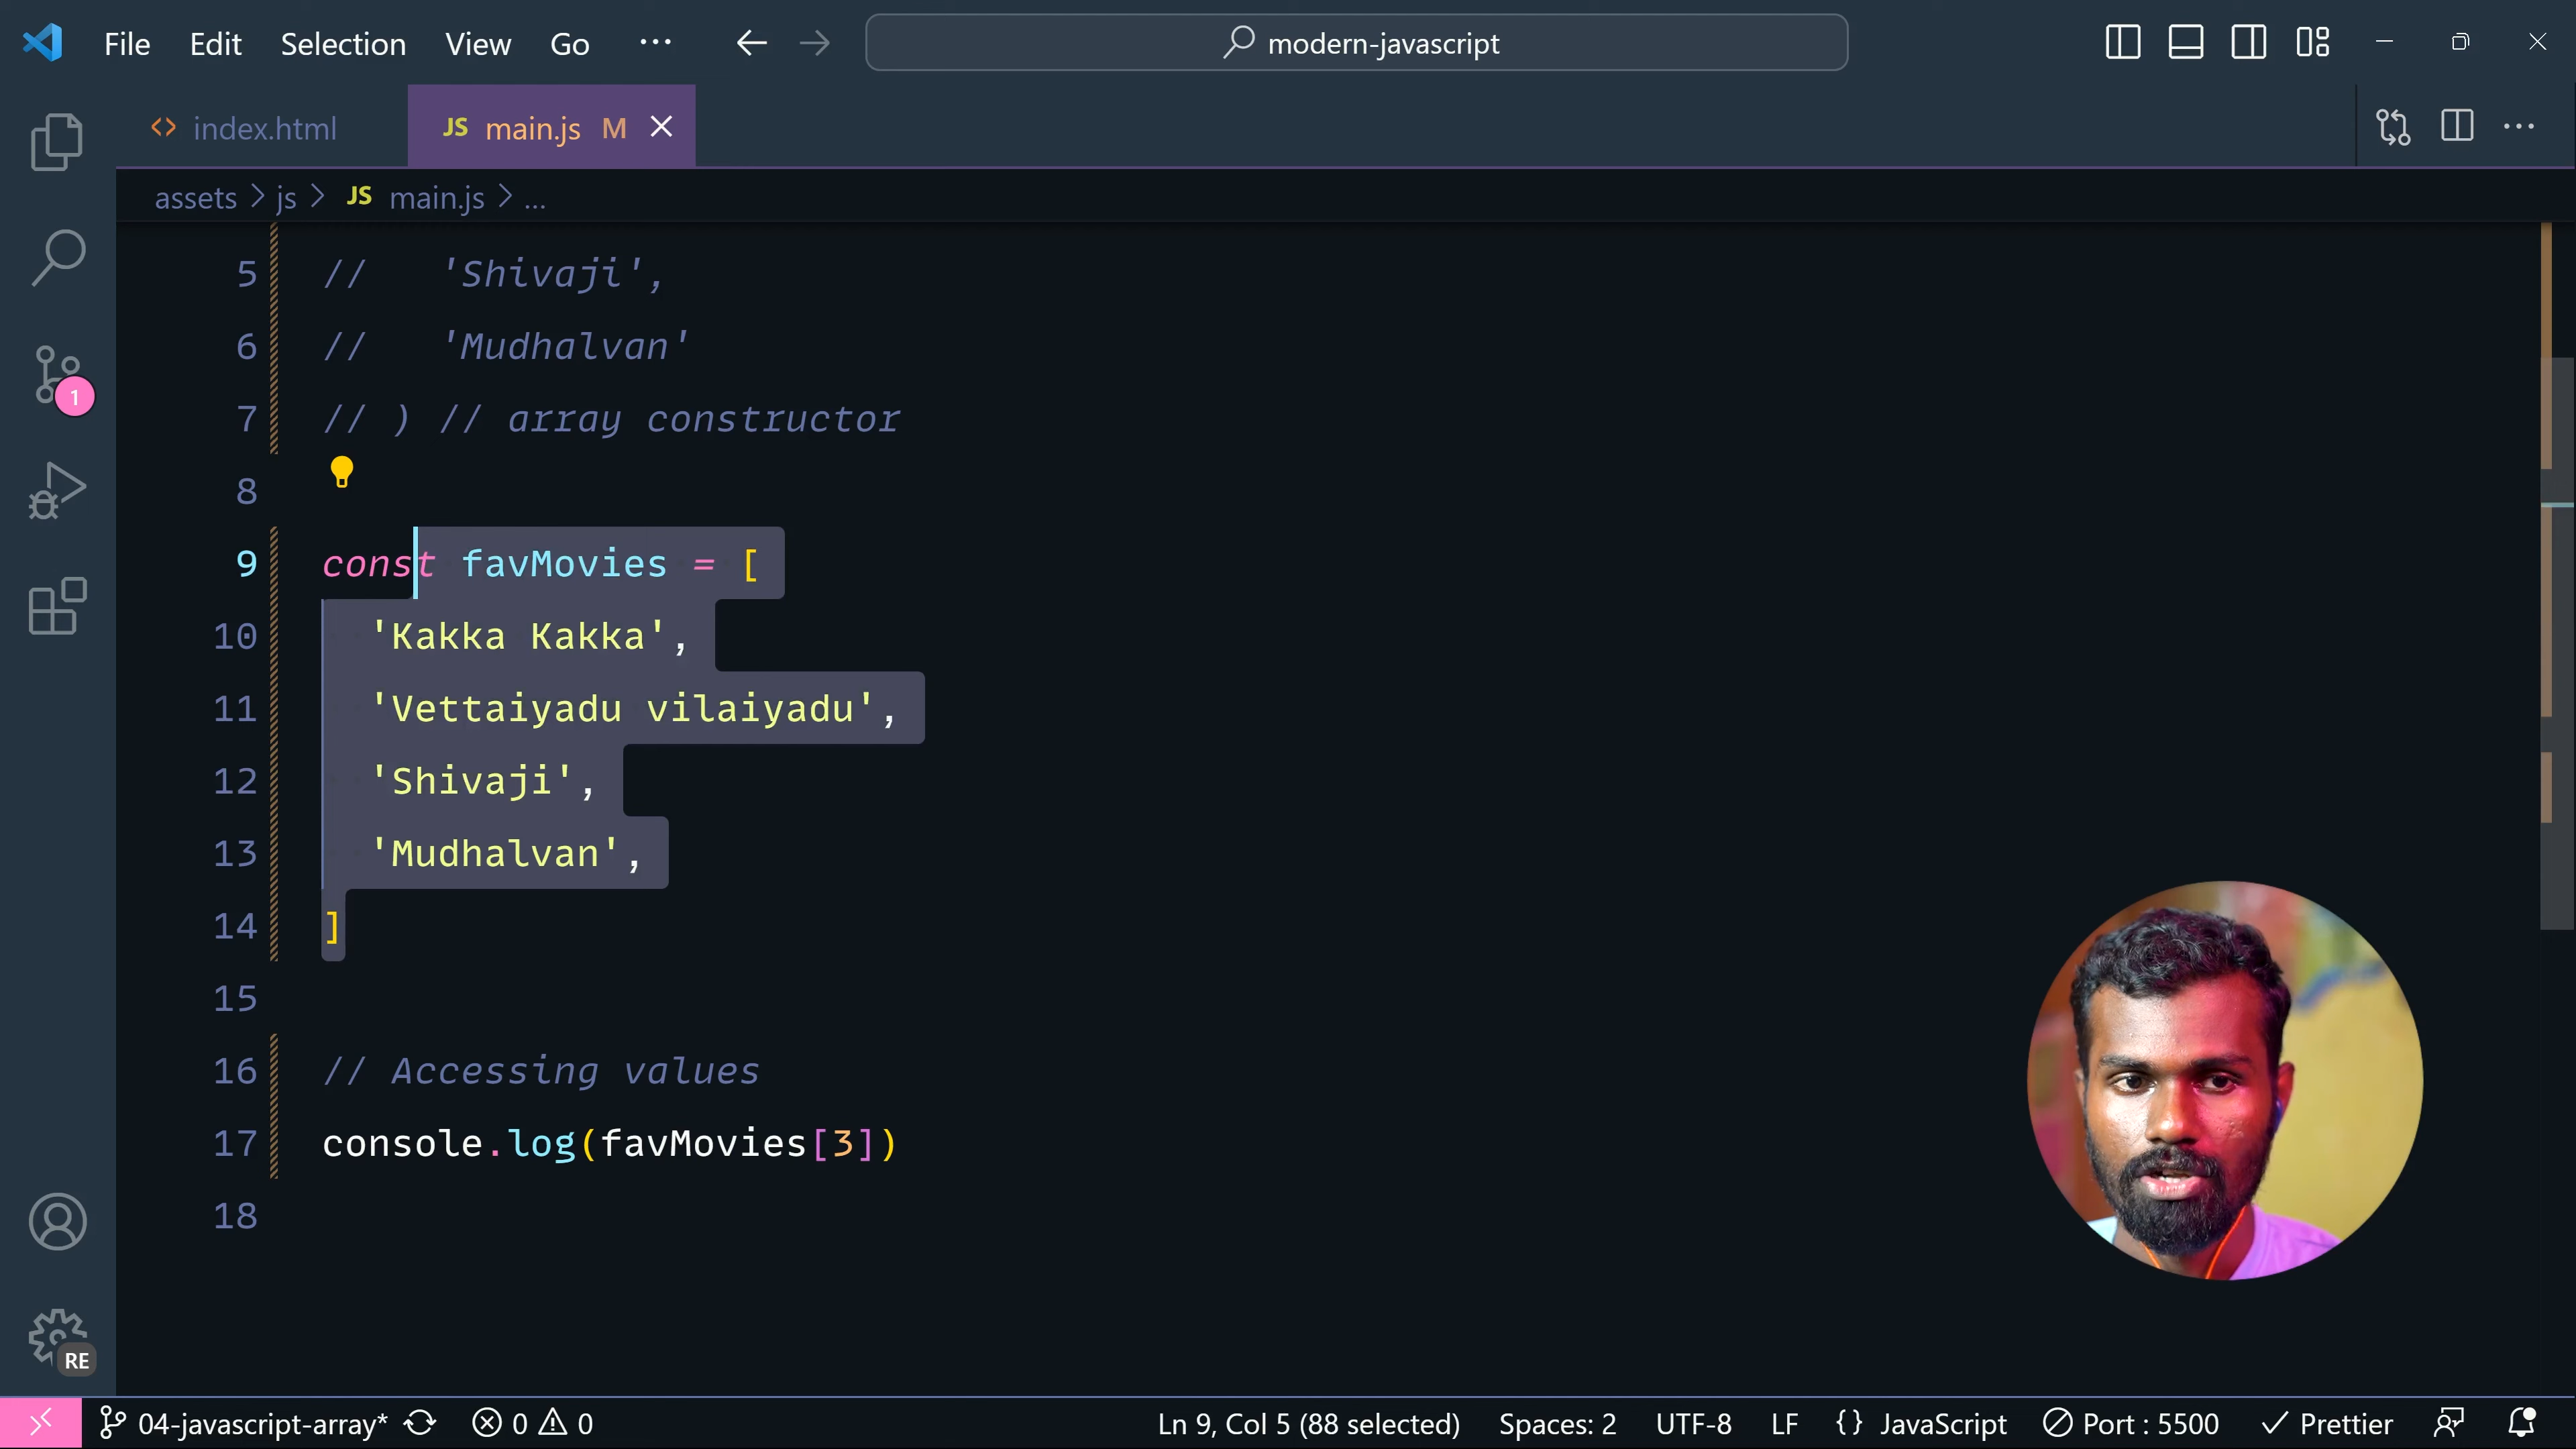 File Edit Selection View Go ... modern-javascript
index.html JS main.js M
assets > js > JS main.js > ...
5 //   'Shivaji',
6 //   'Mudhalvan'
7 // ) // array constructor
8
9 const favMovies = [
10   'Kakka Kakka',
11   'Vettaiyadu vilaiyadu',
12   'Shivaji',
13   'Mudhalvan',
14 ]
15
16 // Accessing values
17 console.log(favMovies[3])
18
1
RE
04-javascript-array* 0 0 Ln 9, Col 5 (88 selected) Spaces: 2 UTF-8 LF {} JavaScript Port : 5500 Prettier